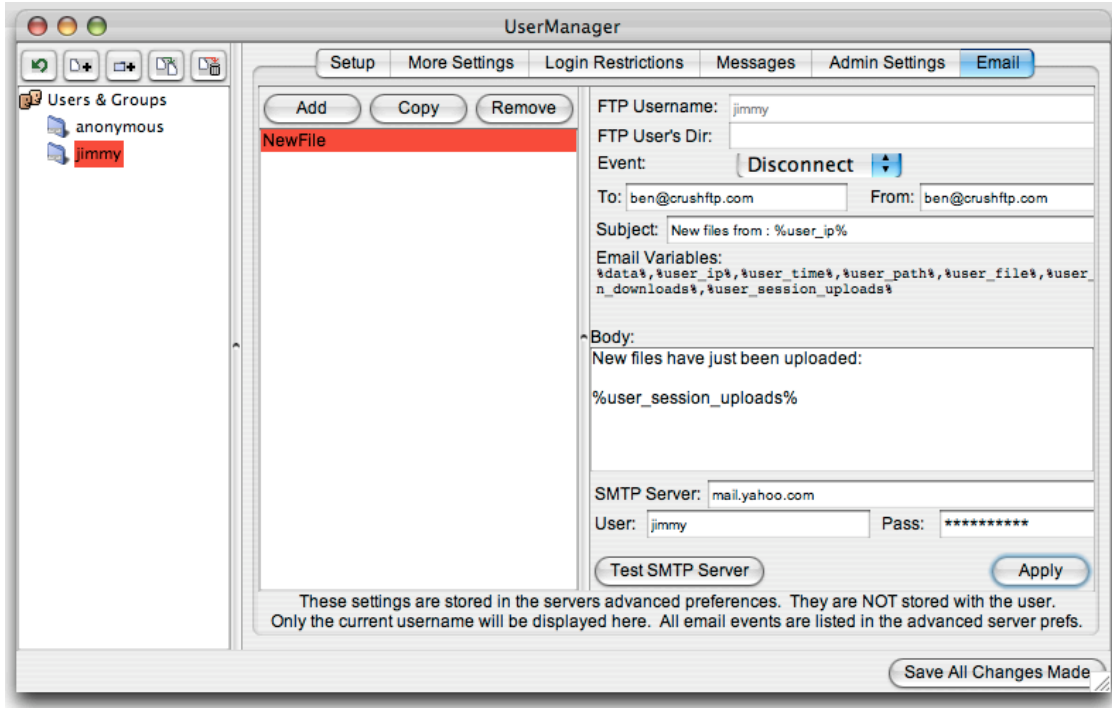 UserManager
Setup More Settings Login Restrictions Messages Admin Settings Email
Users & Groups
anonymous
jimmy
Add Copy Remove
NewFile
FTP Username: jimmy
FTP User's Dir:
Event: Disconnect
To: ben@crushftp.com From: ben@crushftp.com
Subject: New files from : %user_ip%
Email Variables:
%data%,%user_ip%,%user_time%,%user_path%,%user_file%,%user_
n_downloads%,%user_session_uploads%
Body:
New files have just been uploaded:
%user_session_uploads%
SMTP Server: mail.yahoo.com
User: jimmy Pass: **********
Test SMTP Server Apply
These settings are stored in the servers advanced preferences. They are NOT stored with the user.
Only the current username will be displayed here. All email events are listed in the advanced server prefs.
Save All Changes Made